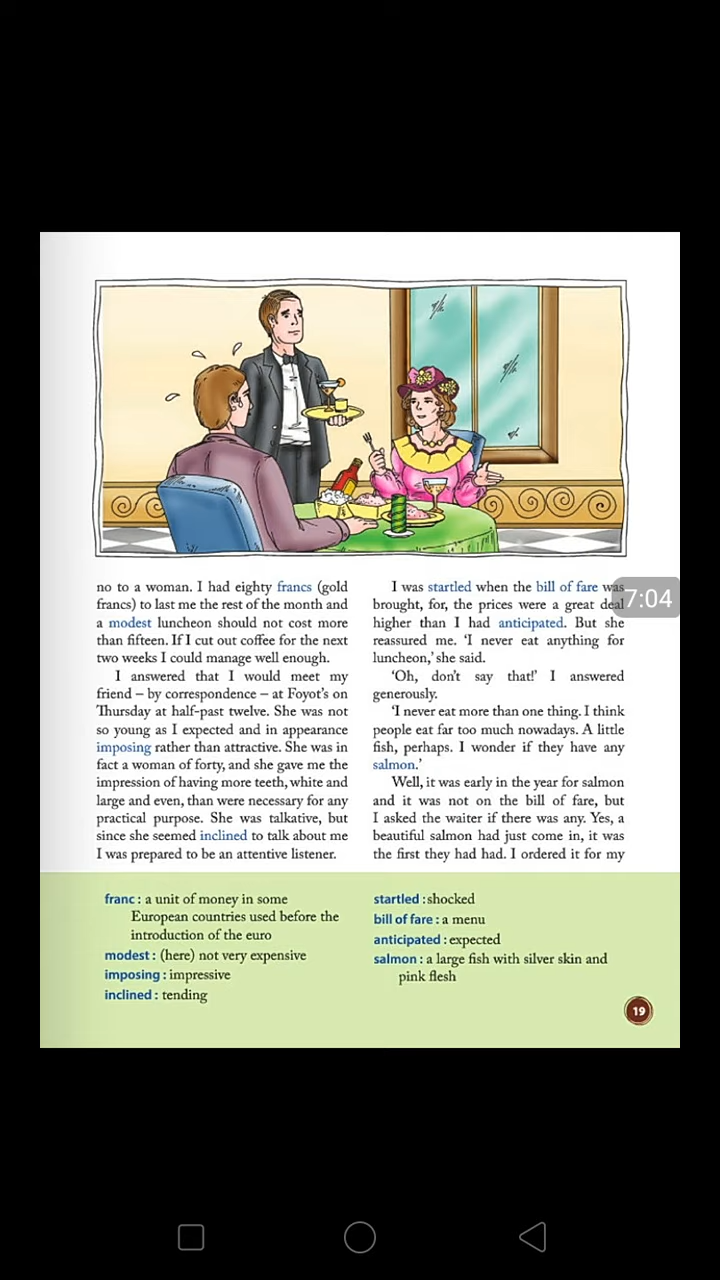 no to a woman. I had eighty francs (gold
francs) to last me the rest of the month and
a modest luncheon should not cost more
than fifteen. If I cut out coffee for the next
two weeks I could manage well enough.
I answered that I would meet my
friend – by correspondence – at Foyot's on
Thursday at half-past twelve. She was not
so young as I expected and in appearance
imposing rather than attractive. She was in
fact a woman of forty, and she gave me the
impression of having more teeth, white and
large and even, than were necessary for any
practical purpose. She was talkative, but
since she seemed inclined to talk about me
I was prepared to be an attentive listener.
I was startled when the bill of fare was
brought, for, the prices were a great deal
higher than I had anticipated. But she
reassured me. 'I never eat anything for
luncheon,' she said.
'Oh, don't say that!' I answered
generously.
'I never eat more than one thing. I think
people eat far too much nowadays. A little
fish, perhaps. I wonder if they have any
salmon.'
Well, it was early in the year for salmon
and it was not on the bill of fare, but
I asked the waiter if there was any. Yes, a
beautiful salmon had just come in, it was
the first they had had. I ordered it for my
7:04
franc : a unit of money in some
European countries used before the
introduction of the euro
modest : (here) not very expensive
imposing : impressive
inclined : tending
startled : shocked
bill of fare : a menu
anticipated : expected
salmon : a large fish with silver skin and
pink flesh
19